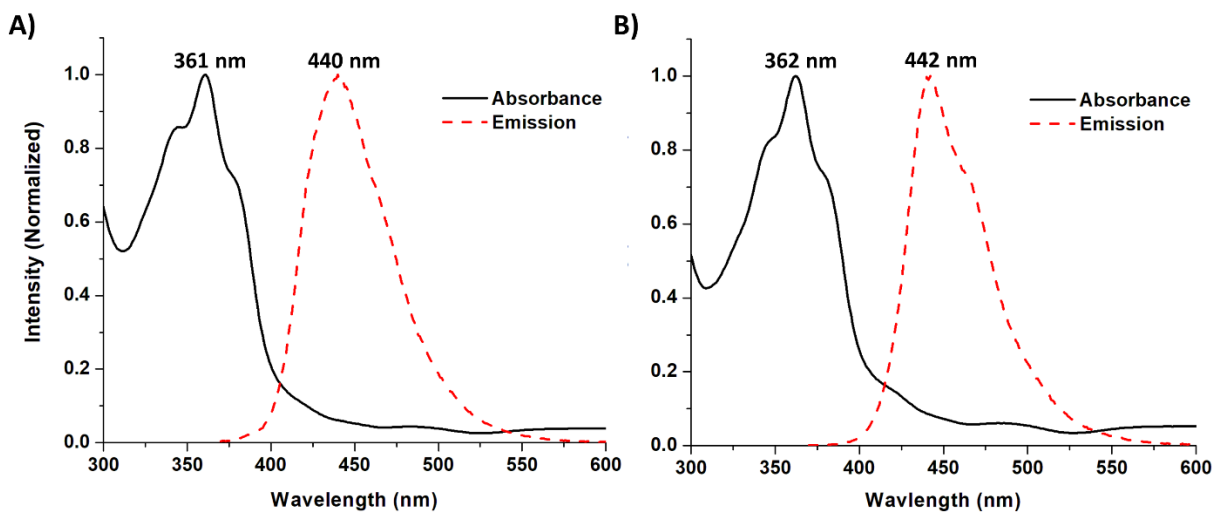 A)
361 nm
440 nm
Absorbance
Emission
Intensity (Normalized)
1.0
0.8
0.6
0.4
0.2
0.0
300 350 400 450 500 550 600
Wavelength (nm)
B)
362 nm
442 nm
Absorbance
Emission
1.0
0.8
0.6
0.4
0.2
0.0
300 350 400 450 500 550 600
Wavlength (nm)